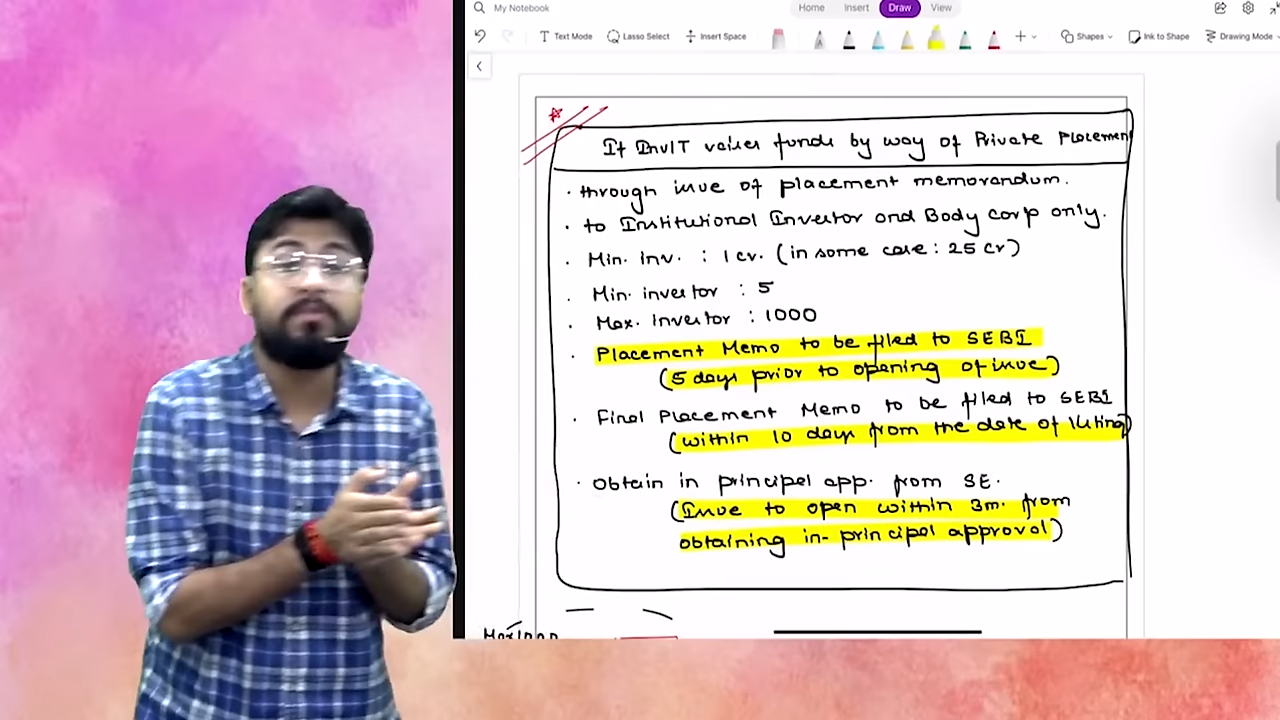 My Notebook
Home Insert Draw View
Text Mode Lasso Select Insert Space Shapes Ink to Shape Drawing Mode
If InvIT raises funds by way of Private Placement
· through issue of placement memorandum.
· to Institutional Investor and Body corp only.
· Min. Inv. : 1 cr. (in some case : 25 cr)
· Min. investor : 5
· Max. investor : 1000
· Placement Memo to be filed to SEBI
(5 days prior to opening of issue)
· Final Placement Memo to be filed to SEBI
(within 10 days from the date of listing)
· Obtain in principel app. from SE.
(Issue to open within 3m. from
obtaining in-principel approval)